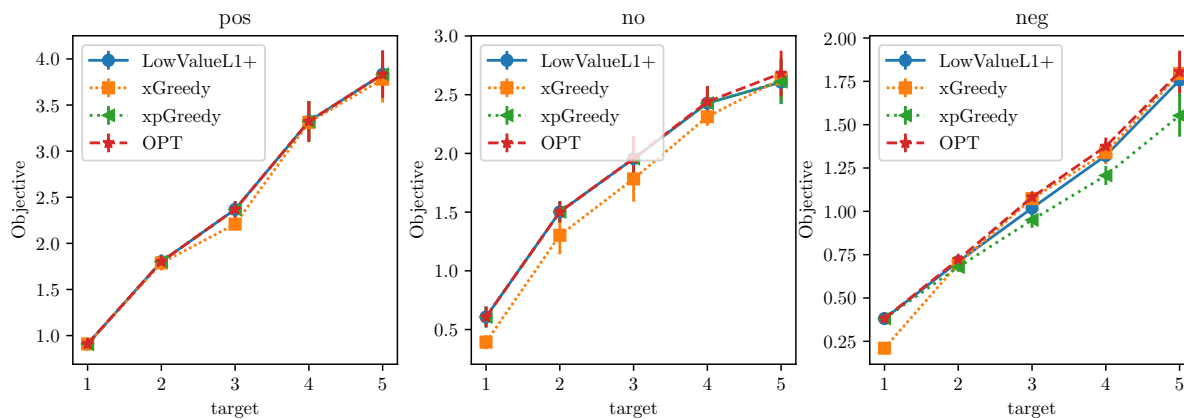 pos
4.0
3.5
3.0
2.5
2.0
1.5
1.0
Objective
LowValueL1+
xGreedy
xpGreedy
OPT
1 2 3 4 5
target
no
3.0
2.5
2.0
1.5
1.0
0.5
Objective
LowValueL1+
xGreedy
xpGreedy
OPT
1 2 3 4 5
target
neg
2.00
1.75
1.50
1.25
1.00
0.75
0.50
0.25
Objective
LowValueL1+
xGreedy
xpGreedy
OPT
1 2 3 4 5
target